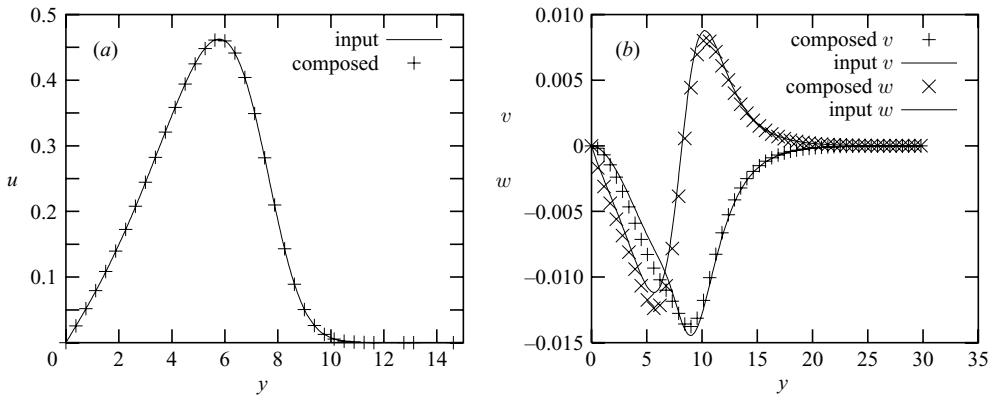 0.5
0.4
0.3
0.2
0.1
0
u
(a)
input
composed
0 2 4 6 8 10 12 14
y
0.010
0.005
0
−0.005
−0.010
−0.015
v
w
(b)
composed v
input v
composed w
input w
0 5 10 15 20 25 30 35
y